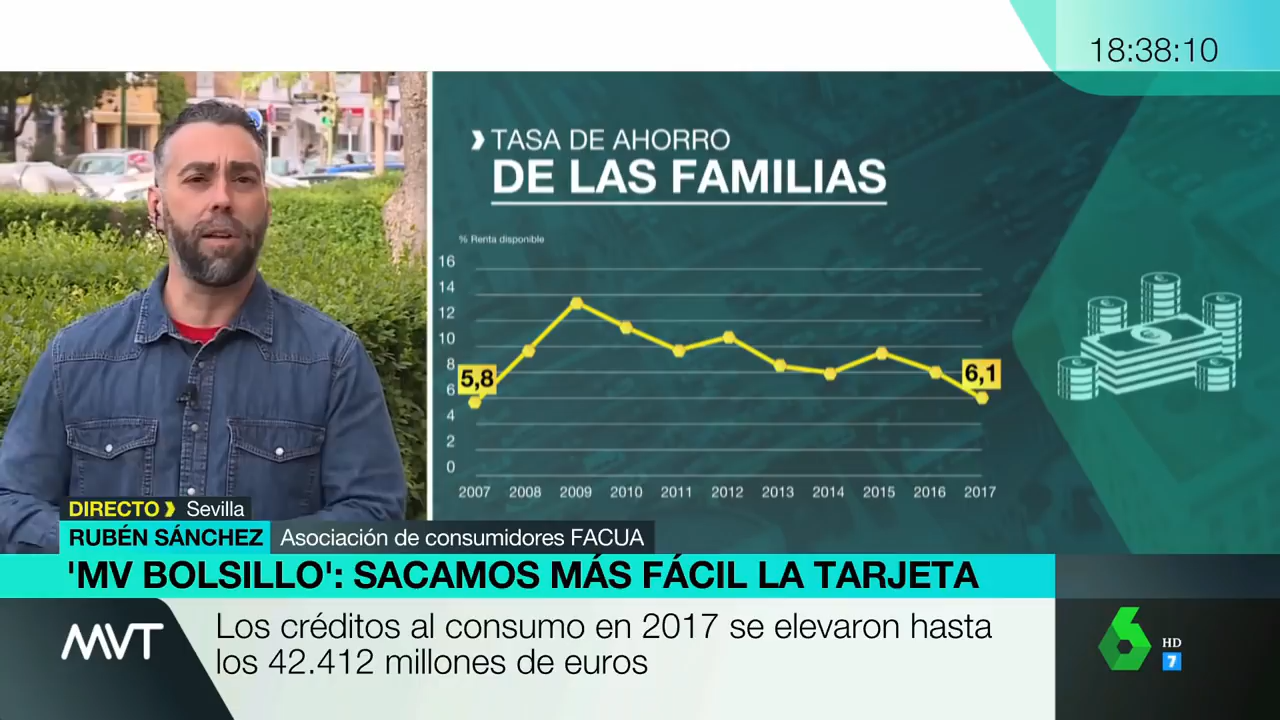 18:38:10
TASA DE AHORRO
DE LAS FAMILIAS
% Renta disponible
16
14
12
10
8
6
4
2
0
5,8
6,1
2007 2008 2009 2010 2011 2012 2013 2014 2015 2016 2017
DIRECTO Sevilla
RUBÉN SÁNCHEZ Asociación de consumidores FACUA
'MV BOLSILLO': SACAMOS MÁS FÁCIL LA TARJETA
MVT
Los créditos al consumo en 2017 se elevaron hasta
los 42.412 millones de euros
6
HD
7